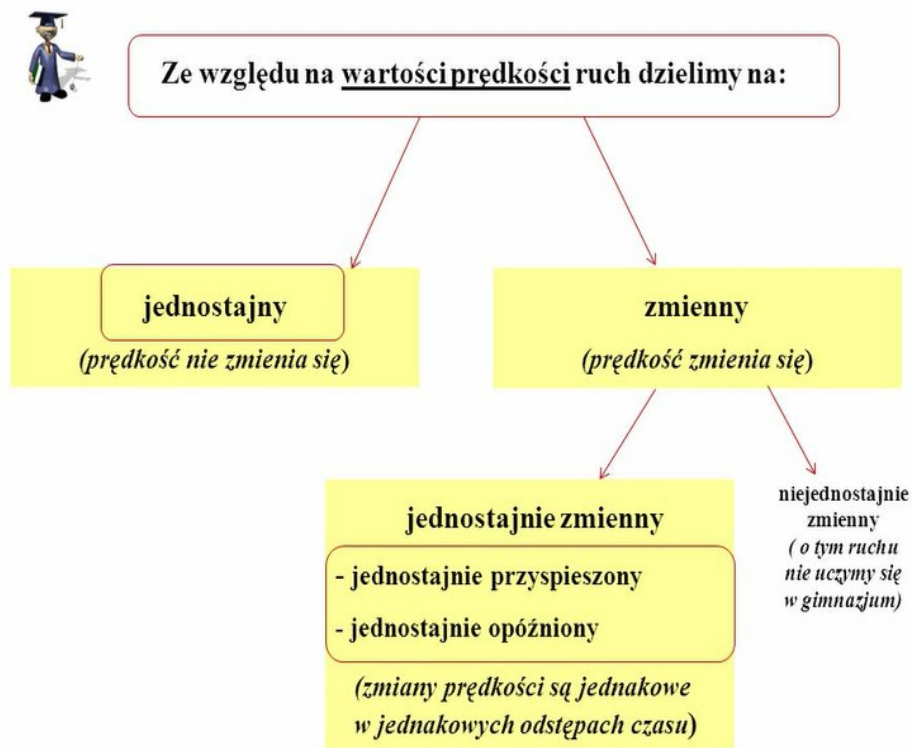 Ze względu na wartości prędkości ruch dzielimy na:
jednostajny
(prędkość nie zmienia się)
zmienny
(prędkość zmienia się)
jednostajnie zmienny
- jednostajnie przyspieszony
- jednostajnie opóźniony
(zmiany prędkości są jednakowe
w jednakowych odstępach czasu)
niejednostajnie
zmienny
( o tym ruchu
nie uczymy się
w gimnazjum)